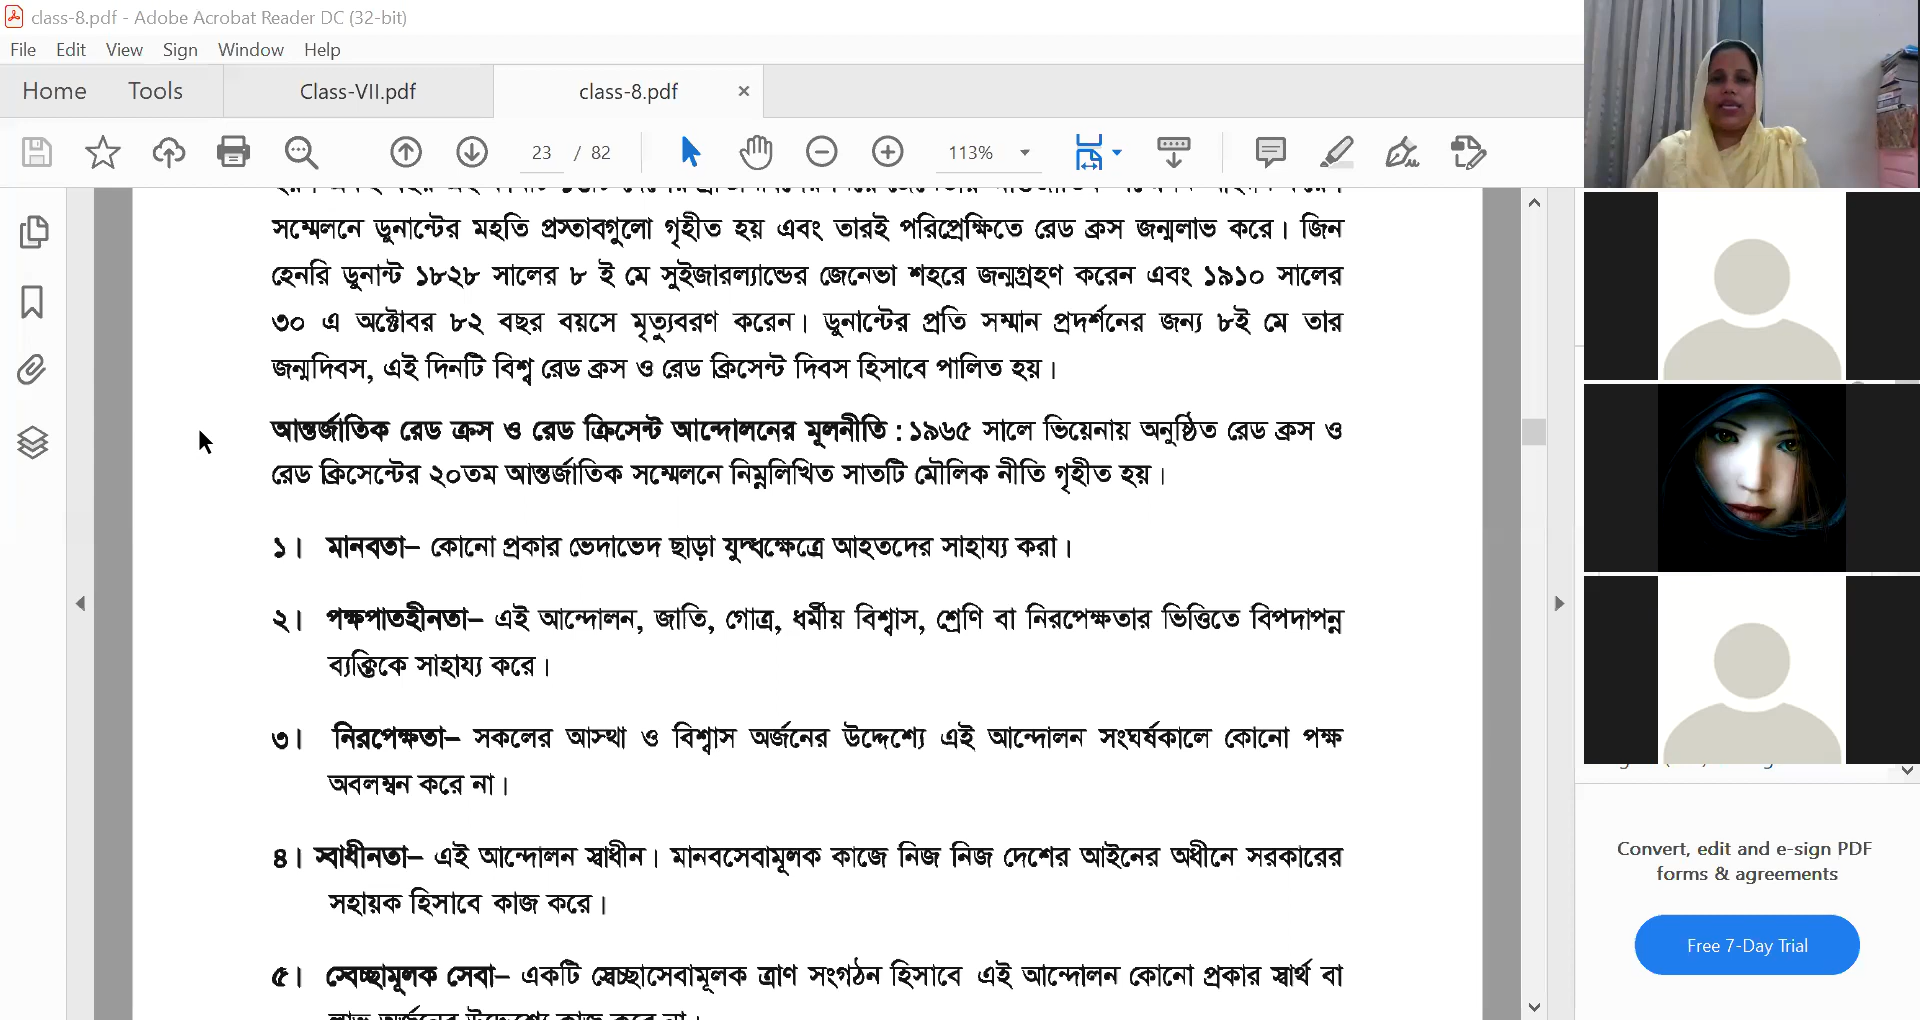 class-8.pdf - Adobe Acrobat Reader DC (32-bit)
File Edit View Sign Window Help
Home Tools Class-VII.pdf class-8.pdf ×
23 / 82 113%
সম্মেলনে ডুনান্টের মহতি প্রস্তাবগুলো গৃহীত হয় এবং তারই পরিপ্রেক্ষিতে রেড ক্রস জন্মলাভ করে। জিন
হেনরি ডুনান্ট ১৮২৮ সালের ৮ ই মে সুইজারল্যান্ডের জেনেভা শহরে জন্মগ্রহণ করেন এবং ১৯১০ সালের
৩০ এ অক্টোবর ৮২ বছর বয়সে মৃত্যুবরণ করেন। ডুনান্টের প্রতি সম্মান প্রদর্শনের জন্য ৮ই মে তার
জন্মদিবস, এই দিনটি বিশ্ব রেড ক্রস ও রেড ক্রিসেন্ট দিবস হিসাবে পালিত হয়।
আন্তর্জাতিক রেড ক্রস ও রেড ক্রিসেন্ট আন্দোলনের মূলনীতি : ১৯৬৫ সালে ভিয়েনায় অনুষ্ঠিত রেড ক্রস ও
রেড ক্রিসেন্টের ২০তম আন্তর্জাতিক সম্মেলনে নিম্নলিখিত সাতটি মৌলিক নীতি গৃহীত হয়।
১। মানবতা– কোনো প্রকার ভেদাভেদ ছাড়া যুদ্ধক্ষেত্রে আহতদের সাহায্য করা।
২। পক্ষপাতহীনতা– এই আন্দোলন, জাতি, গোত্র, ধর্মীয় বিশ্বাস, শ্রেণি বা নিরপেক্ষতার ভিত্তিতে বিপদাপন্ন
ব্যক্তিকে সাহায্য করে।
৩। নিরপেক্ষতা– সকলের আস্থা ও বিশ্বাস অর্জনের উদ্দেশ্যে এই আন্দোলন সংঘর্ষকালে কোনো পক্ষ
অবলম্বন করে না।
৪। স্বাধীনতা– এই আন্দোলন স্বাধীন। মানবসেবামূলক কাজে নিজ নিজ দেশের আইনের অধীনে সরকারের
সহায়ক হিসাবে কাজ করে।
৫। স্বেচ্ছামূলক সেবা– একটি স্বেচ্ছাসেবামূলক ত্রাণ সংগঠন হিসাবে এই আন্দোলন কোনো প্রকার স্বার্থ বা
Convert, edit and e-sign PDF
forms & agreements
Free 7-Day Trial